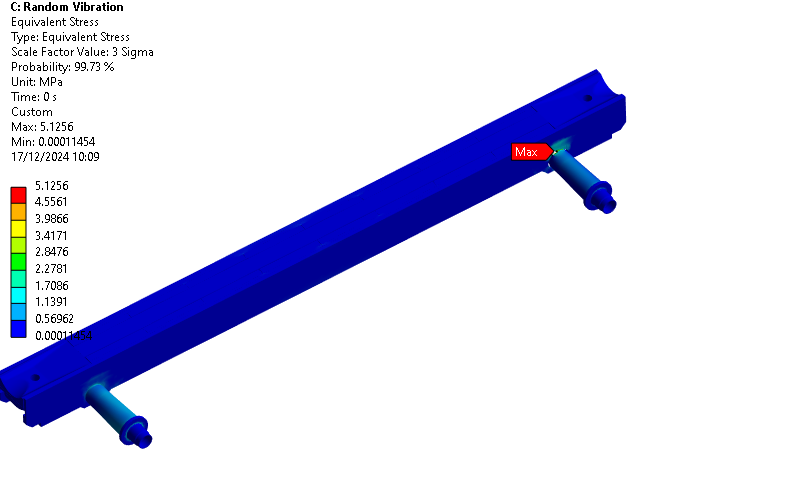 C: Random Vibration
Equivalent Stress
Type: Equivalent Stress
Scale Factor Value: 3 Sigma
Probability: 99.73 %
Unit: MPa
Time: 0 s
Custom
Max: 5.1256
Min: 0.00011454
17/12/2024 10:09
Max
5.1256
4.5561
3.9866
3.4171
2.8476
2.2781
1.7086
1.1391
0.56962
0.00011454